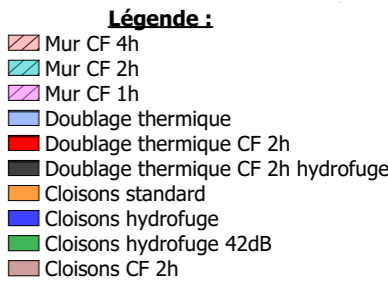 Légende :
Mur CF 4h
Mur CF 2h
Mur CF 1h
Doublage thermique
Doublage thermique CF 2h
Doublage thermique CF 2h hydrofuge
Cloisons standard
Cloisons hydrofuge
Cloisons hydrofuge 42dB
Cloisons CF 2h